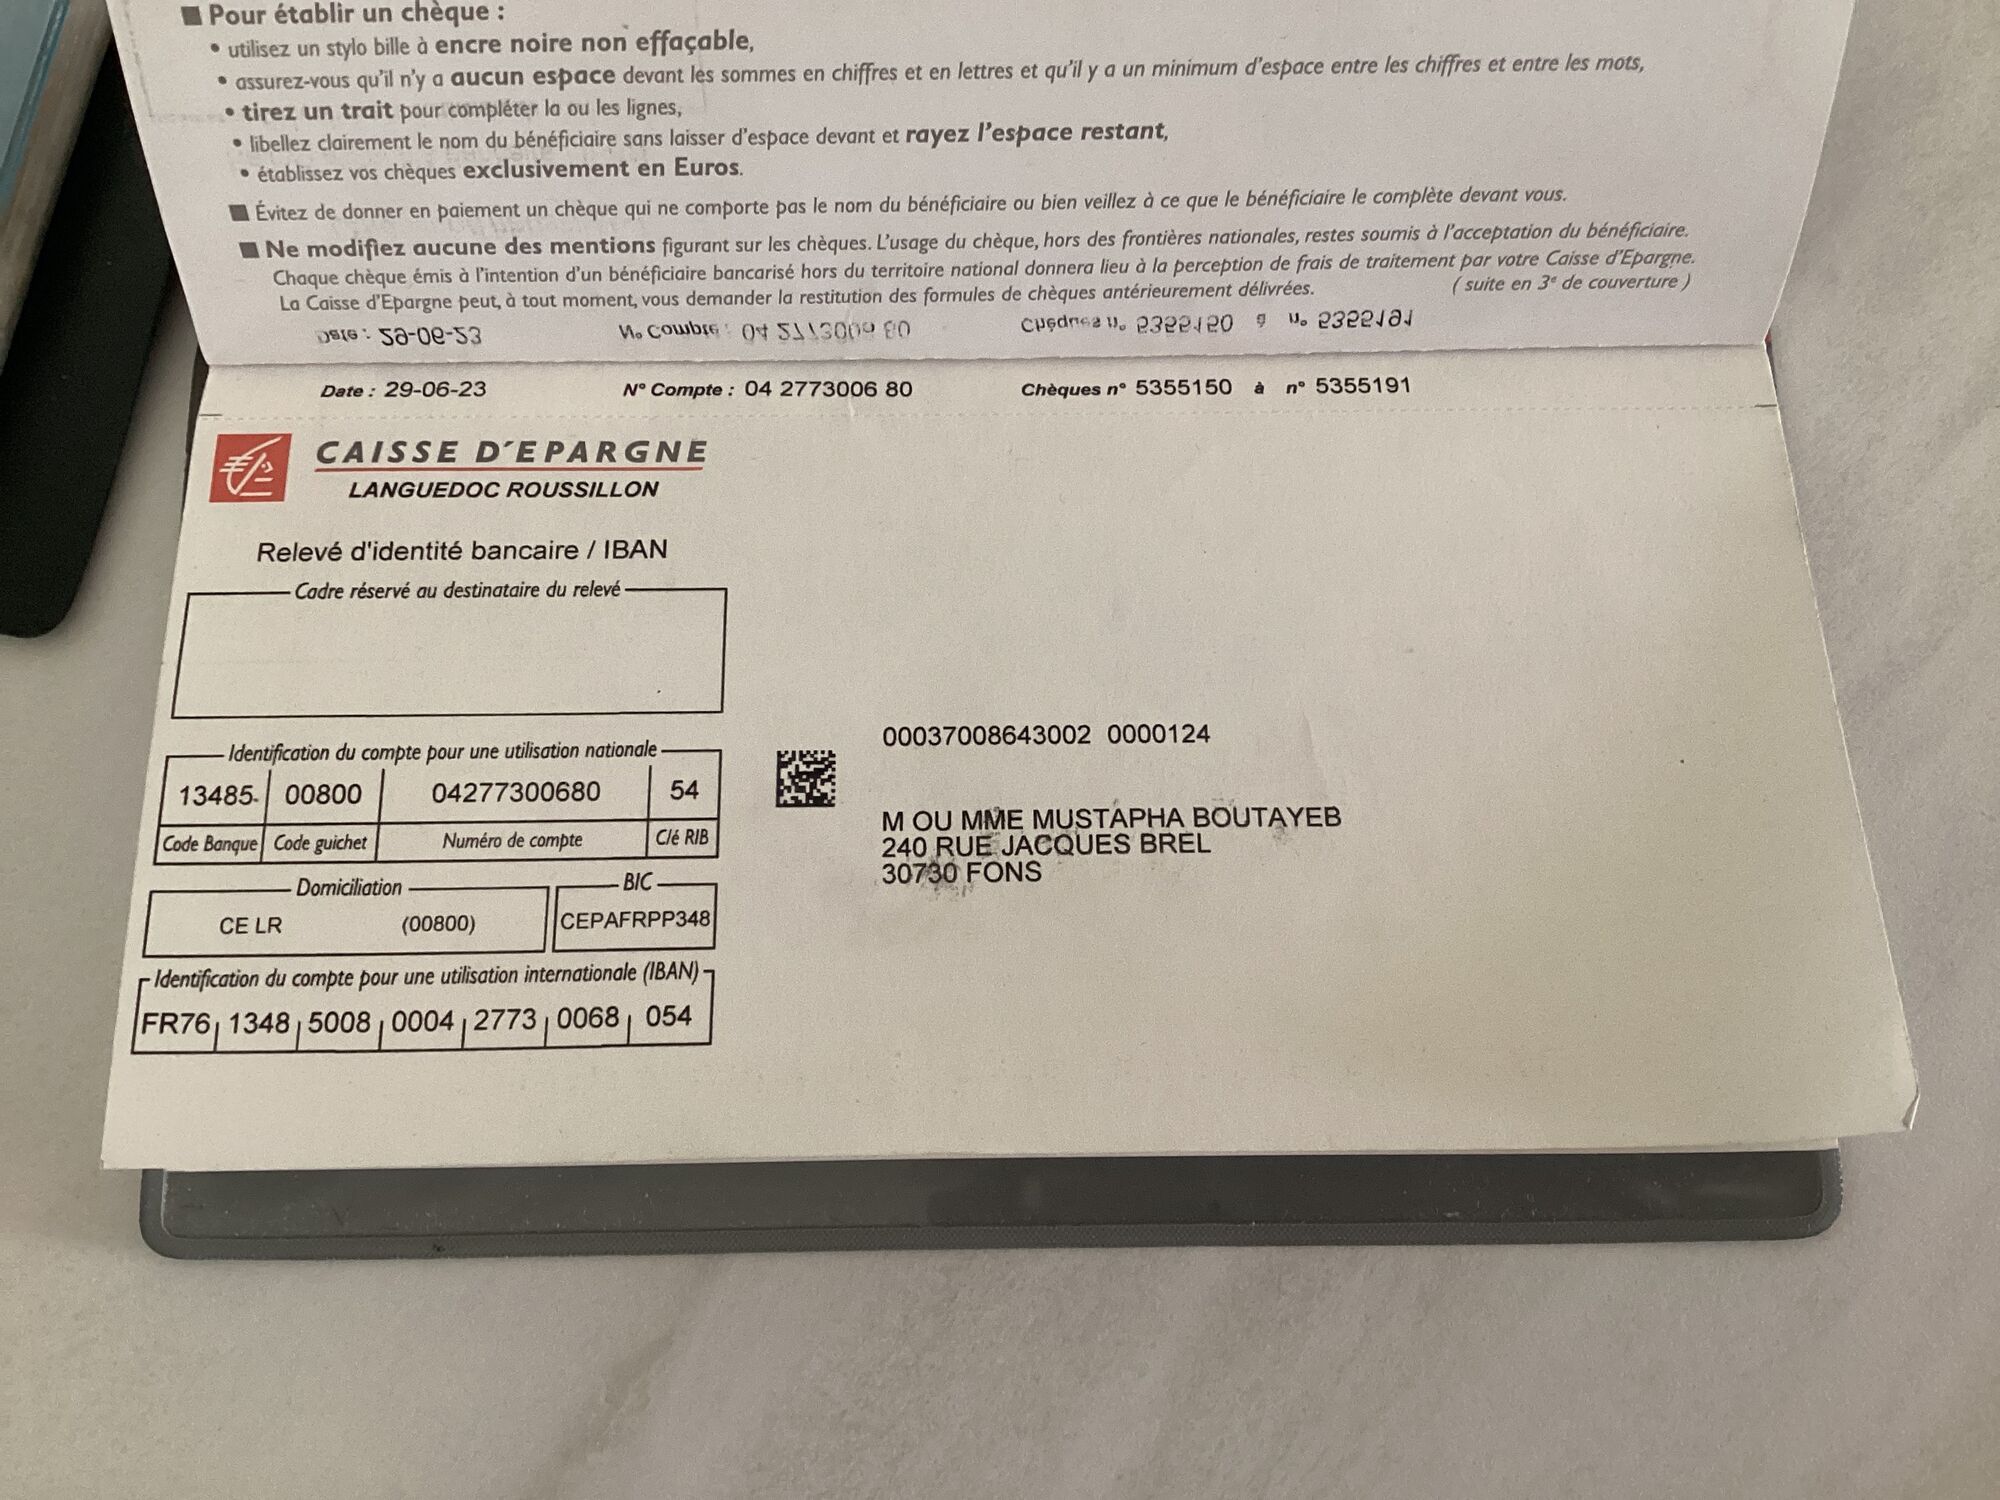 ■ Pour établir un chèque :
• utilisez un stylo bille à encre noire non effaçable,
• assurez-vous qu'il n'y a aucun espace devant les sommes en chiffres et en lettres et qu'il y a un minimum d'espace entre les chiffres et entre les mots,
• tirez un trait pour compléter la ou les lignes,
• libellez clairement le nom du bénéficiaire sans laisser d'espace devant et rayez l'espace restant,
• établissez vos chèques exclusivement en Euros.
■ Évitez de donner en paiement un chèque qui ne comporte pas le nom du bénéficiaire ou bien veillez à ce que le bénéficiaire le complète devant vous.
■ Ne modifiez aucune des mentions figurant sur les chèques. L'usage du chèque, hors des frontières nationales, restes soumis à l'acceptation du bénéficiaire.
Chaque chèque émis à l'intention d'un bénéficiaire bancarisé hors du territoire national donnera lieu à la perception de frais de traitement par votre Caisse d'Epargne.
La Caisse d'Epargne peut, à tout moment, vous demander la restitution des formules de chèques antérieurement délivrées. ( suite en 3e de couverture )
Date : 29-06-23 N° Compte : 04 2773006 80 Chèques n° 5355150 à n° 5355191
CAISSE D'EPARGNE
LANGUEDOC ROUSSILLON
Relevé d'identité bancaire / IBAN
Cadre réservé au destinataire du relevé
Identification du compte pour une utilisation nationale
13485 00800 04277300680 54
Code Banque Code guichet Numéro de compte Clé RIB
Domiciliation BIC
CE LR (00800) CEPAFRPP348
Identification du compte pour une utilisation internationale (IBAN)
FR76 1348 5008 0004 2773 0068 054
00037008643002 0000124
M OU MME MUSTAPHA BOUTAYEB
240 RUE JACQUES BREL
30730 FONS